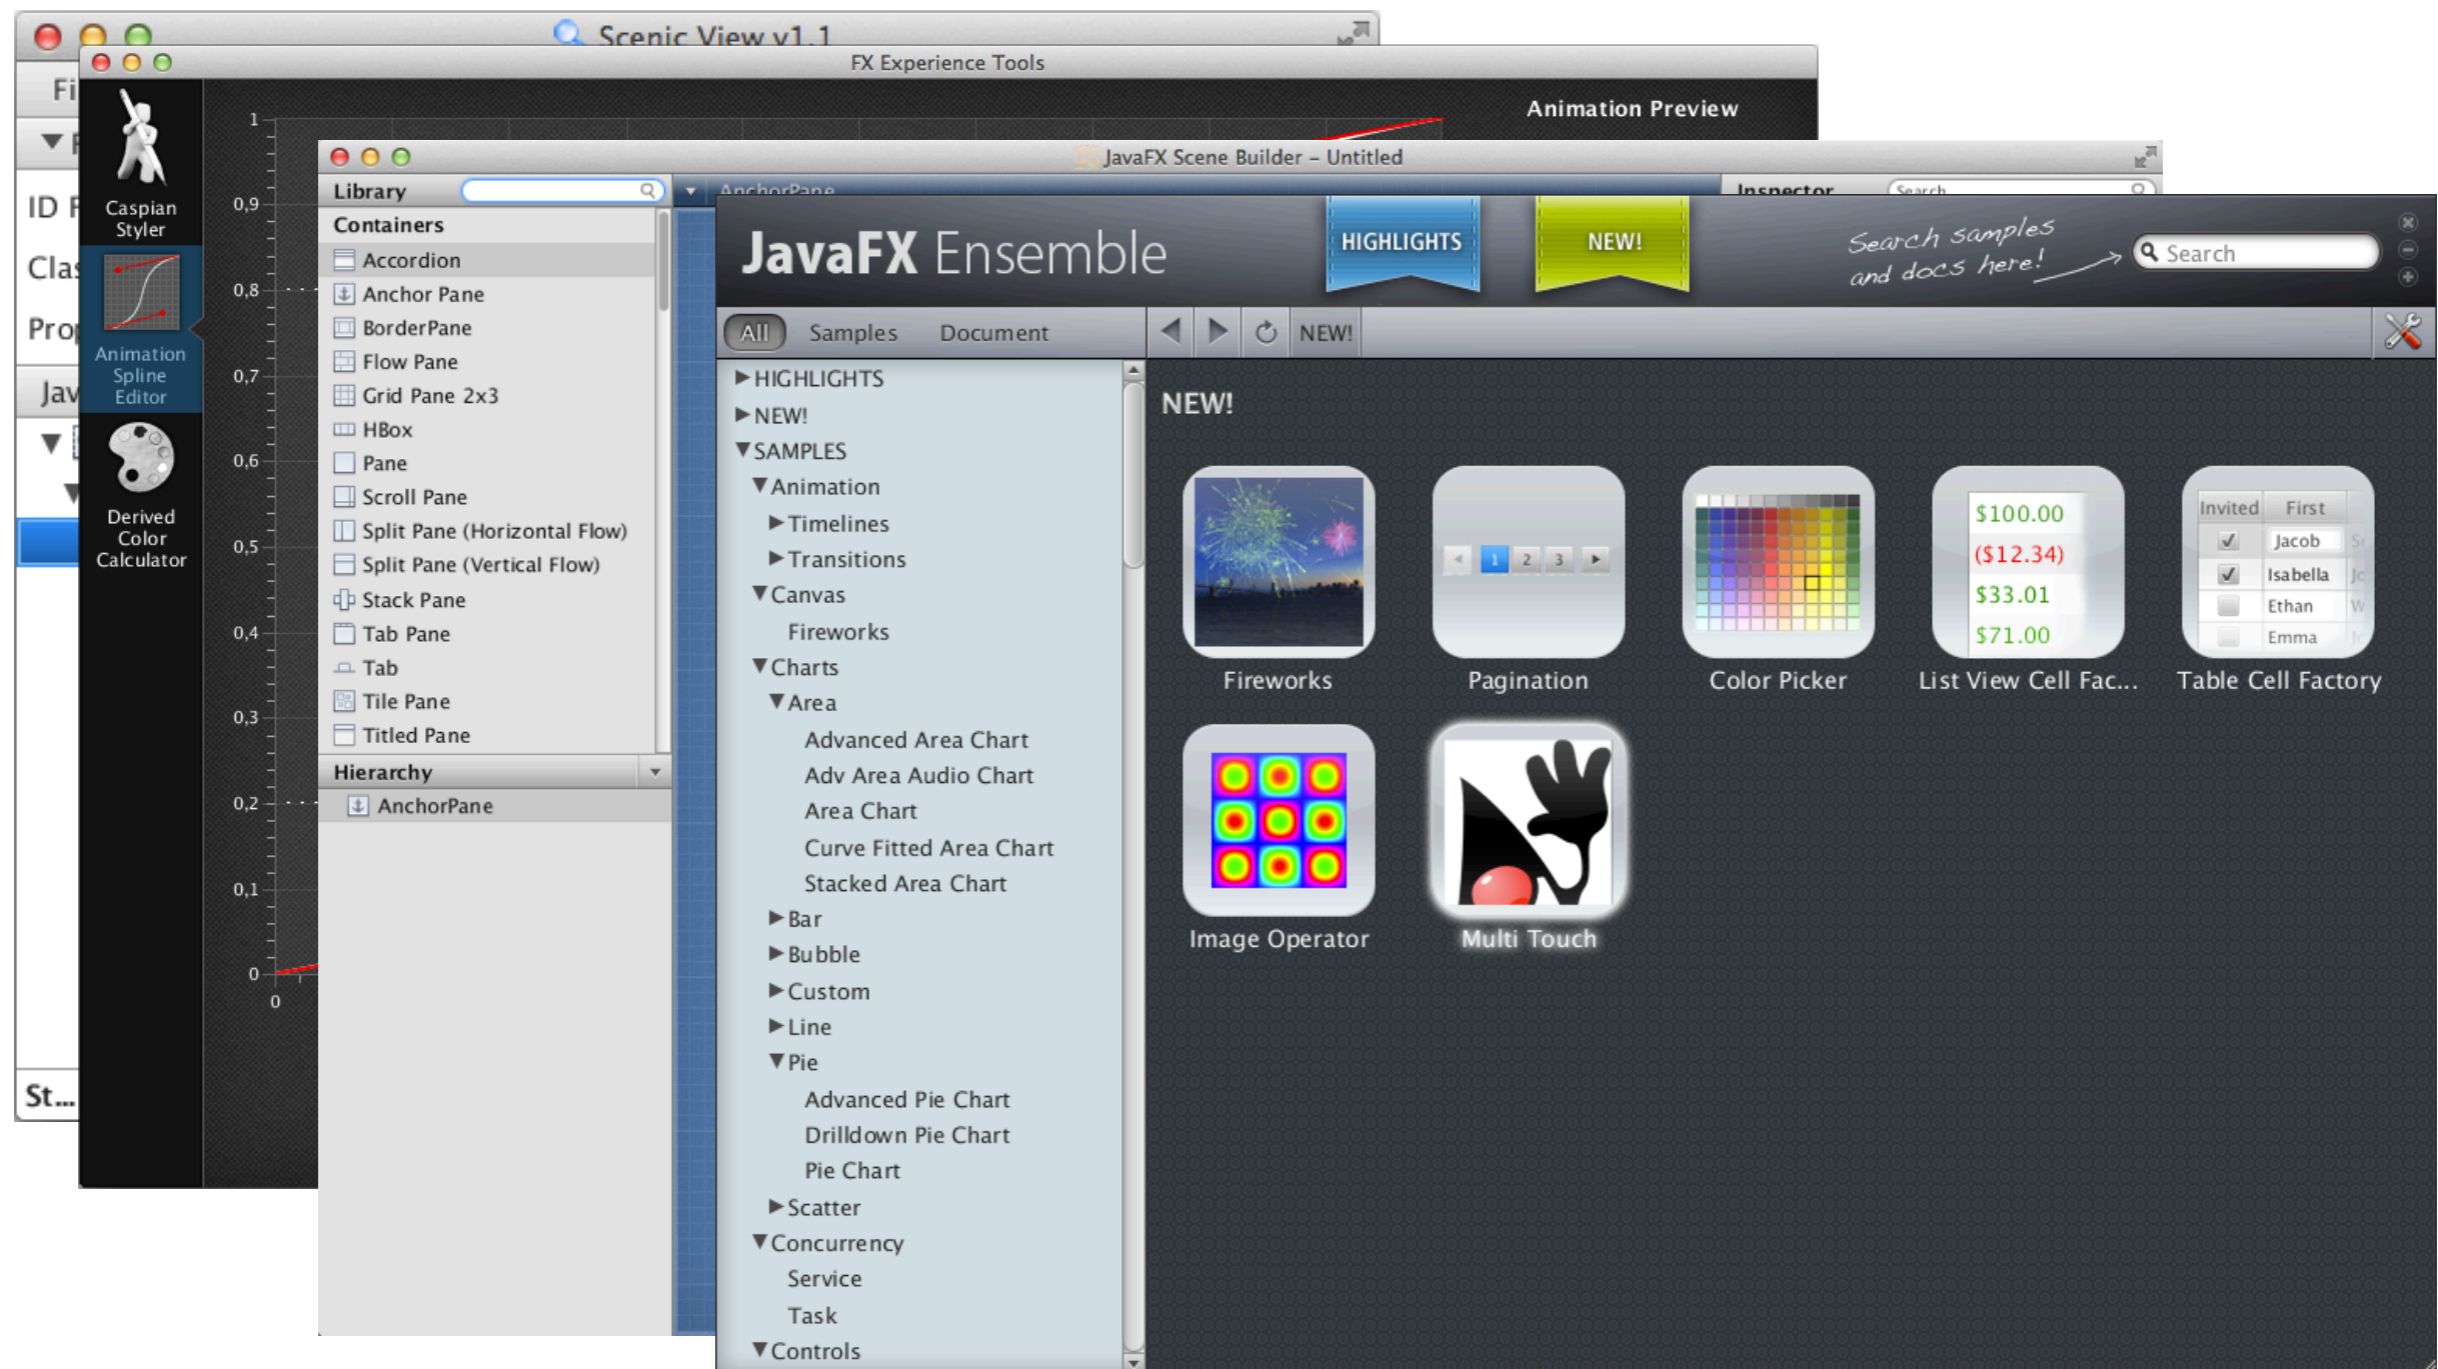 Scenic View v1.1
Fi
ID F
Clas
Prop
Jav
St...
FX Experience Tools
Caspian
Styler
Animation
Spline
Editor
Derived
Color
Calculator
Animation Preview
1
0,9
0,8
0,7
0,6
0,5
0,4
0,3
0,2
0,1
0
0
JavaFX Scene Builder – Untitled
Library
Containers
Accordion
Anchor Pane
BorderPane
Flow Pane
Grid Pane 2x3
HBox
Pane
Scroll Pane
Split Pane (Horizontal Flow)
Split Pane (Vertical Flow)
Stack Pane
Tab Pane
Tab
Tile Pane
Titled Pane
Hierarchy
AnchorPane
AnchorPane
Inspector
Search
JavaFX Ensemble
HIGHLIGHTS
NEW!
Search samples
and docs here!
Search
All Samples Document
NEW!
HIGHLIGHTS
NEW!
SAMPLES
Animation
Timelines
Transitions
Canvas
Fireworks
Charts
Area
Advanced Area Chart
Adv Area Audio Chart
Area Chart
Curve Fitted Area Chart
Stacked Area Chart
Bar
Bubble
Custom
Line
Pie
Advanced Pie Chart
Drilldown Pie Chart
Pie Chart
Scatter
Concurrency
Service
Task
Controls
NEW!
Fireworks
1 2 3
Pagination
Color Picker
$100.00
($12.34)
$33.01
$71.00
List View Cell Fac...
Invited First
Jacob
Isabella
Ethan
Emma
Table Cell Factory
Image Operator
Multi Touch